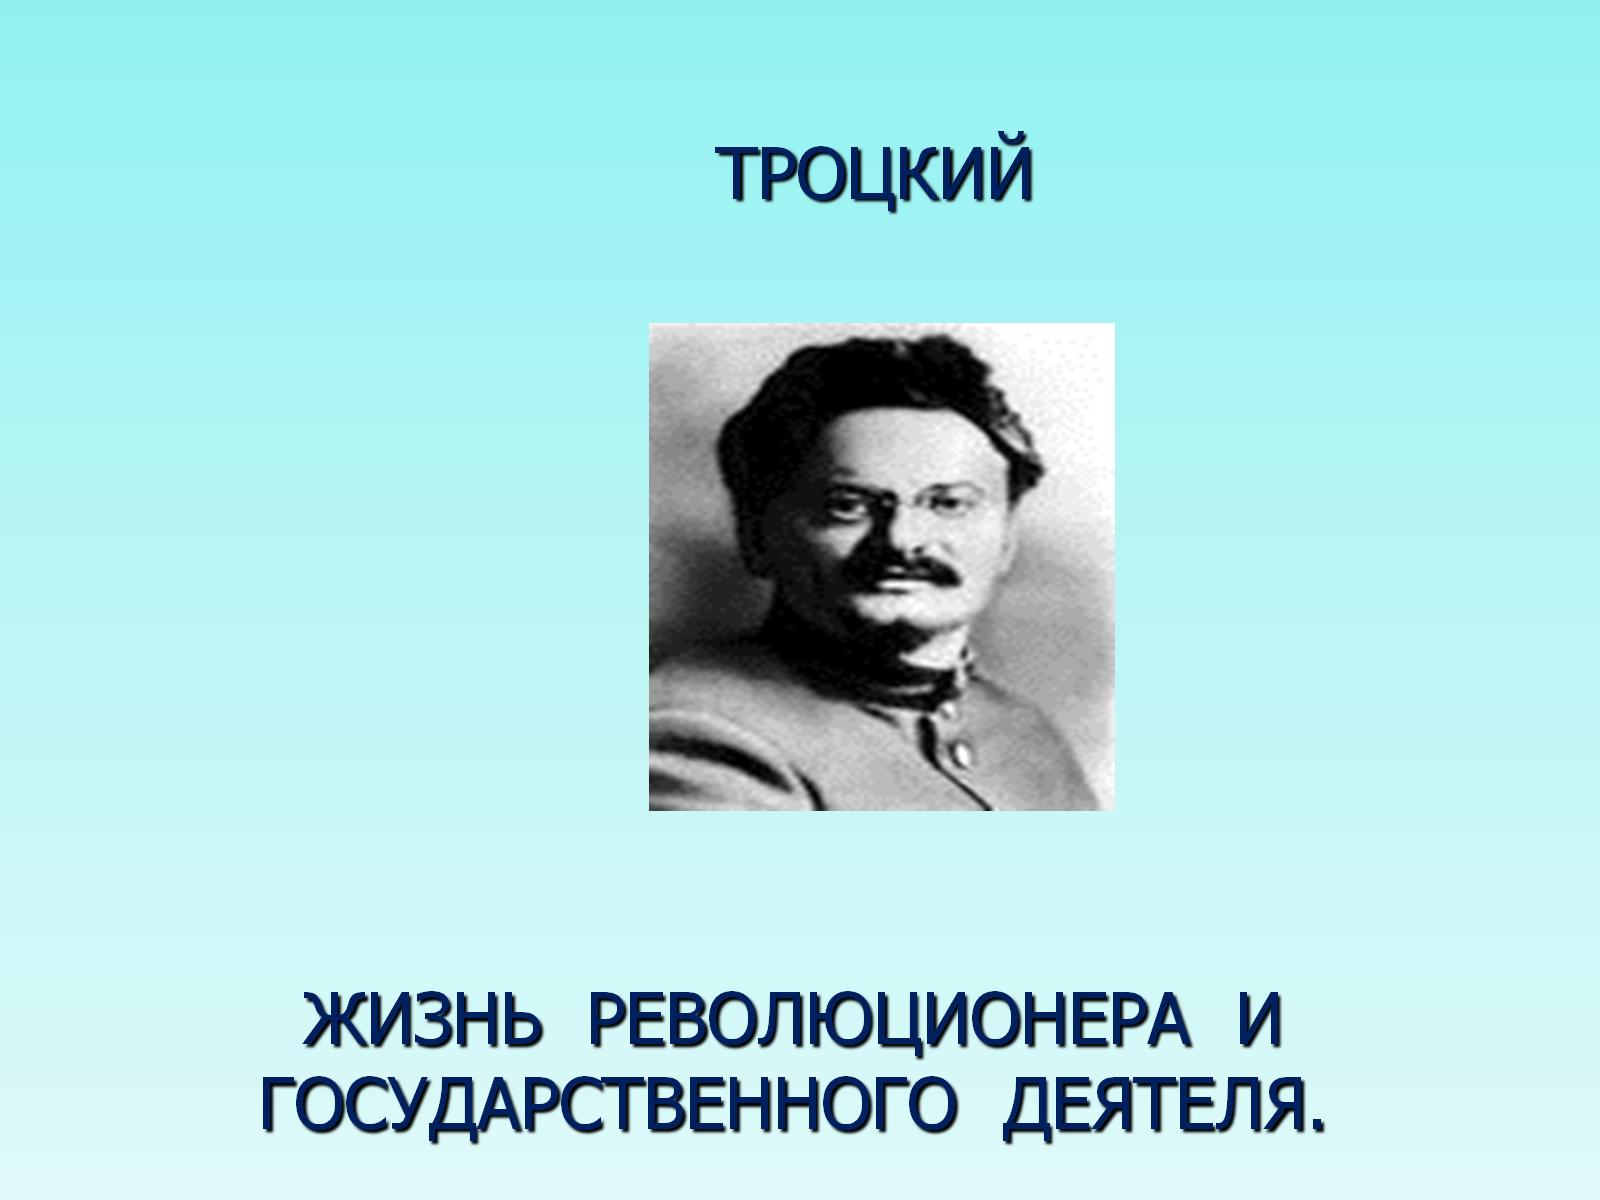 ТРОЦКИЙ
ЖИЗНЬ РЕВОЛЮЦИОНЕРА И
ГОСУДАРСТВЕННОГО ДЕЯТЕЛЯ.